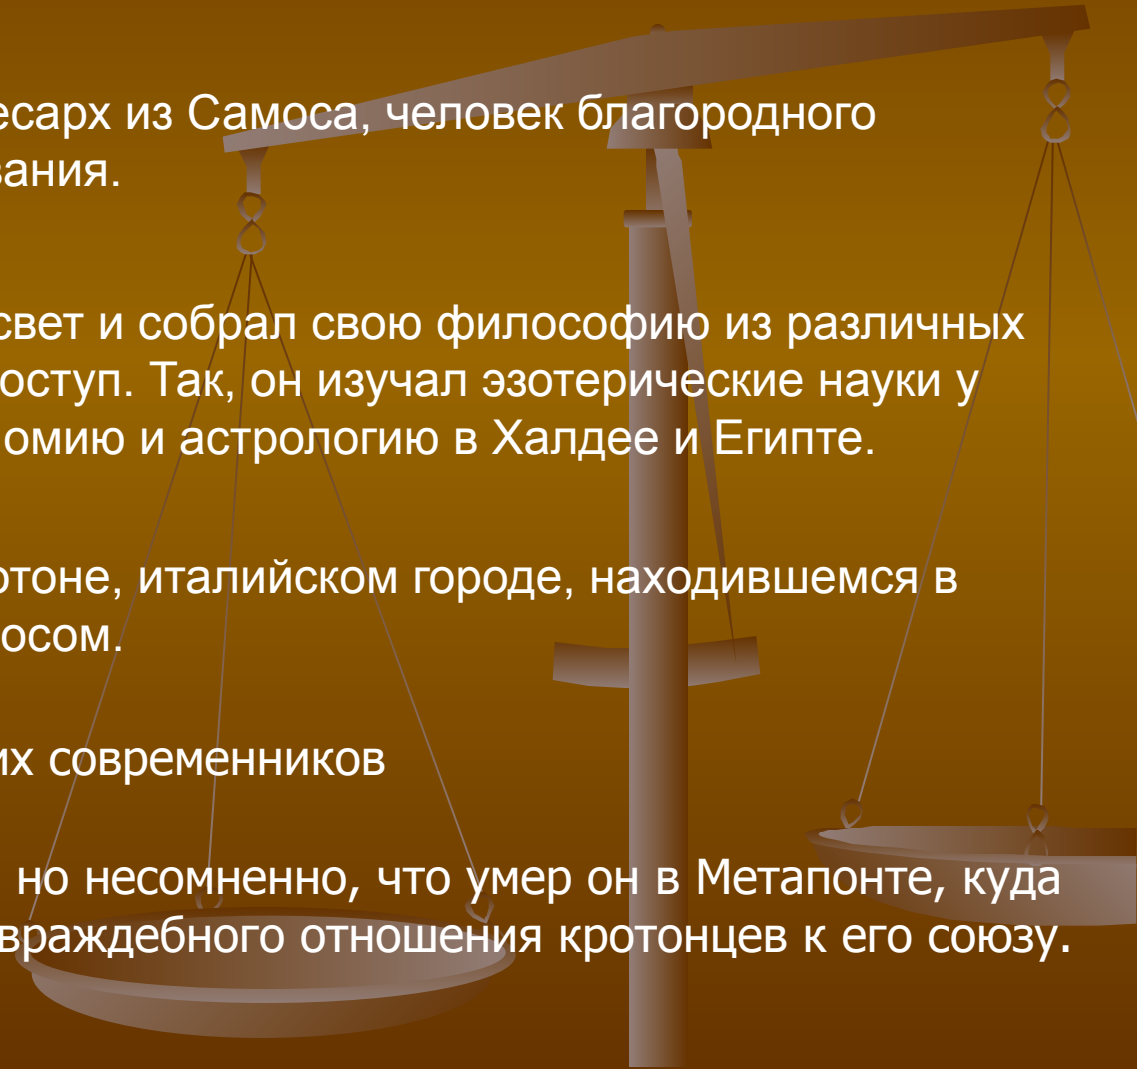 есарх из Самоса, человек благородного
вания.
свет и собрал свою философию из различных
оступ. Так, он изучал эзотерические науки у
омию и астрологию в Халдее и Египте.
отоне, италийском городе, находившемся в
осом.
их современников
но несомненно, что умер он в Метапонте, куда
враждебного отношения кротонцев к его союзу.